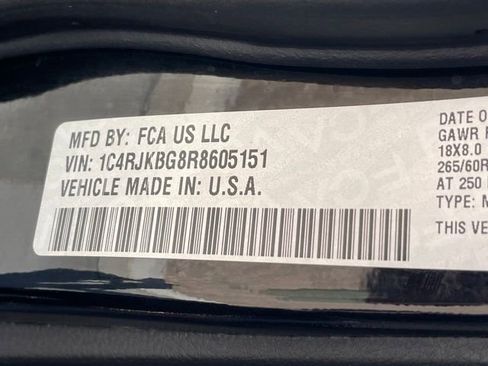 MFD BY: FCA US LLC
VIN: 1C4RJKBG8R8605151
VEHICLE MADE IN: U.S.A.
DATE O
GAWR F
18X8.0
265/60R
AT 250
TYPE: M
THIS VE